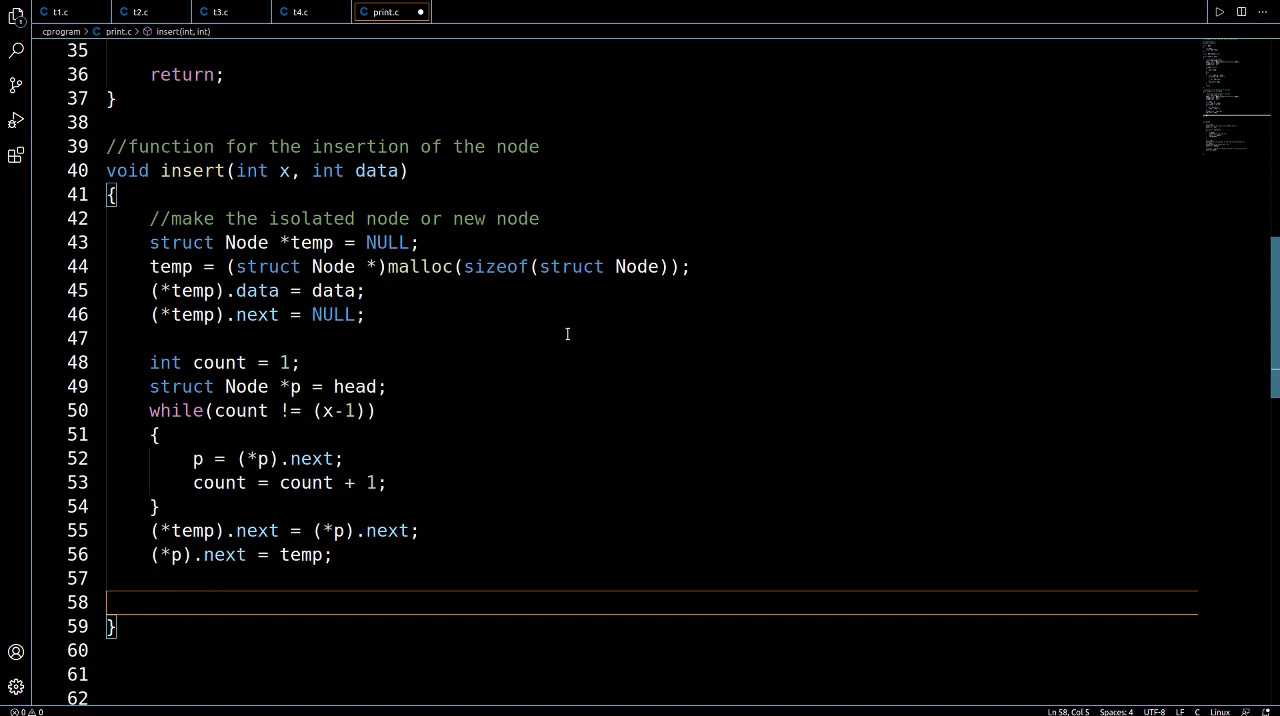 t1.c t2.c t3.c t4.c print.c
cprogram > print.c > insert(int, int)
35
36 return;
37 }
38
39 //function for the insertion of the node
40 void insert(int x, int data)
41 {
42 //make the isolated node or new node
43 struct Node *temp = NULL;
44 temp = (struct Node *)malloc(sizeof(struct Node));
45 (*temp).data = data;
46 (*temp).next = NULL;
47
48 int count = 1;
49 struct Node *p = head;
50 while(count != (x-1))
51 {
52 p = (*p).next;
53 count = count + 1;
54 }
55 (*temp).next = (*p).next;
56 (*p).next = temp;
57
58
59 }
60
61
62
0 0 Ln 58, Col 5 Spaces: 4 UTF-8 LF C Linux